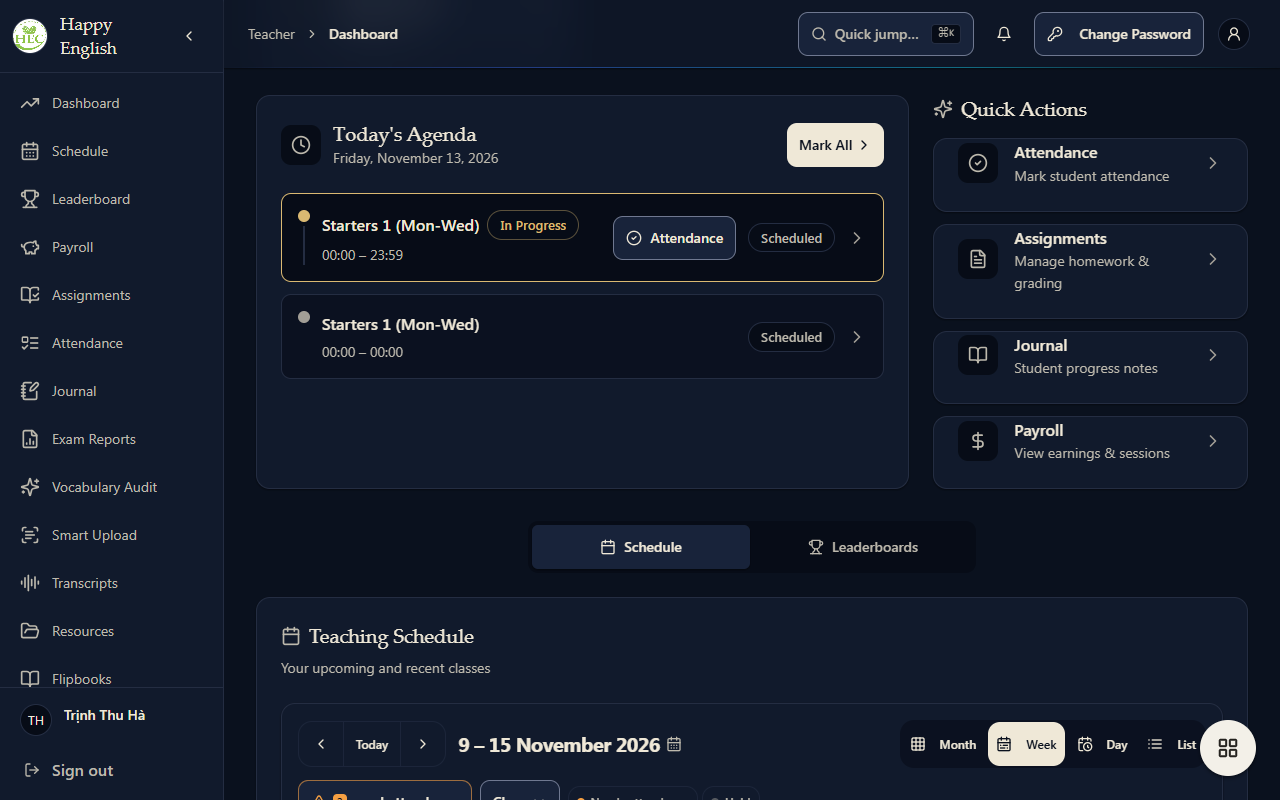 Happy
English
HEC
Teacher
Dashboard
Quick jump...
⌘K
Change Password
Dashboard
Schedule
Leaderboard
Payroll
Assignments
Attendance
Journal
Exam Reports
Vocabulary Audit
Smart Upload
Transcripts
Resources
Flipbooks
TH
Trịnh Thu Hà
Sign out
Today's Agenda
Friday, November 13, 2026
Mark All
Starters 1 (Mon-Wed)
In Progress
00:00 – 23:59
Attendance
Scheduled
Starters 1 (Mon-Wed)
00:00 – 00:00
Scheduled
Quick Actions
Attendance
Mark student attendance
Assignments
Manage homework &
grading
Journal
Student progress notes
Payroll
View earnings & sessions
Schedule
Leaderboards
Teaching Schedule
Your upcoming and recent classes
Today
9 – 15 November 2026
Month
Week
Day
List